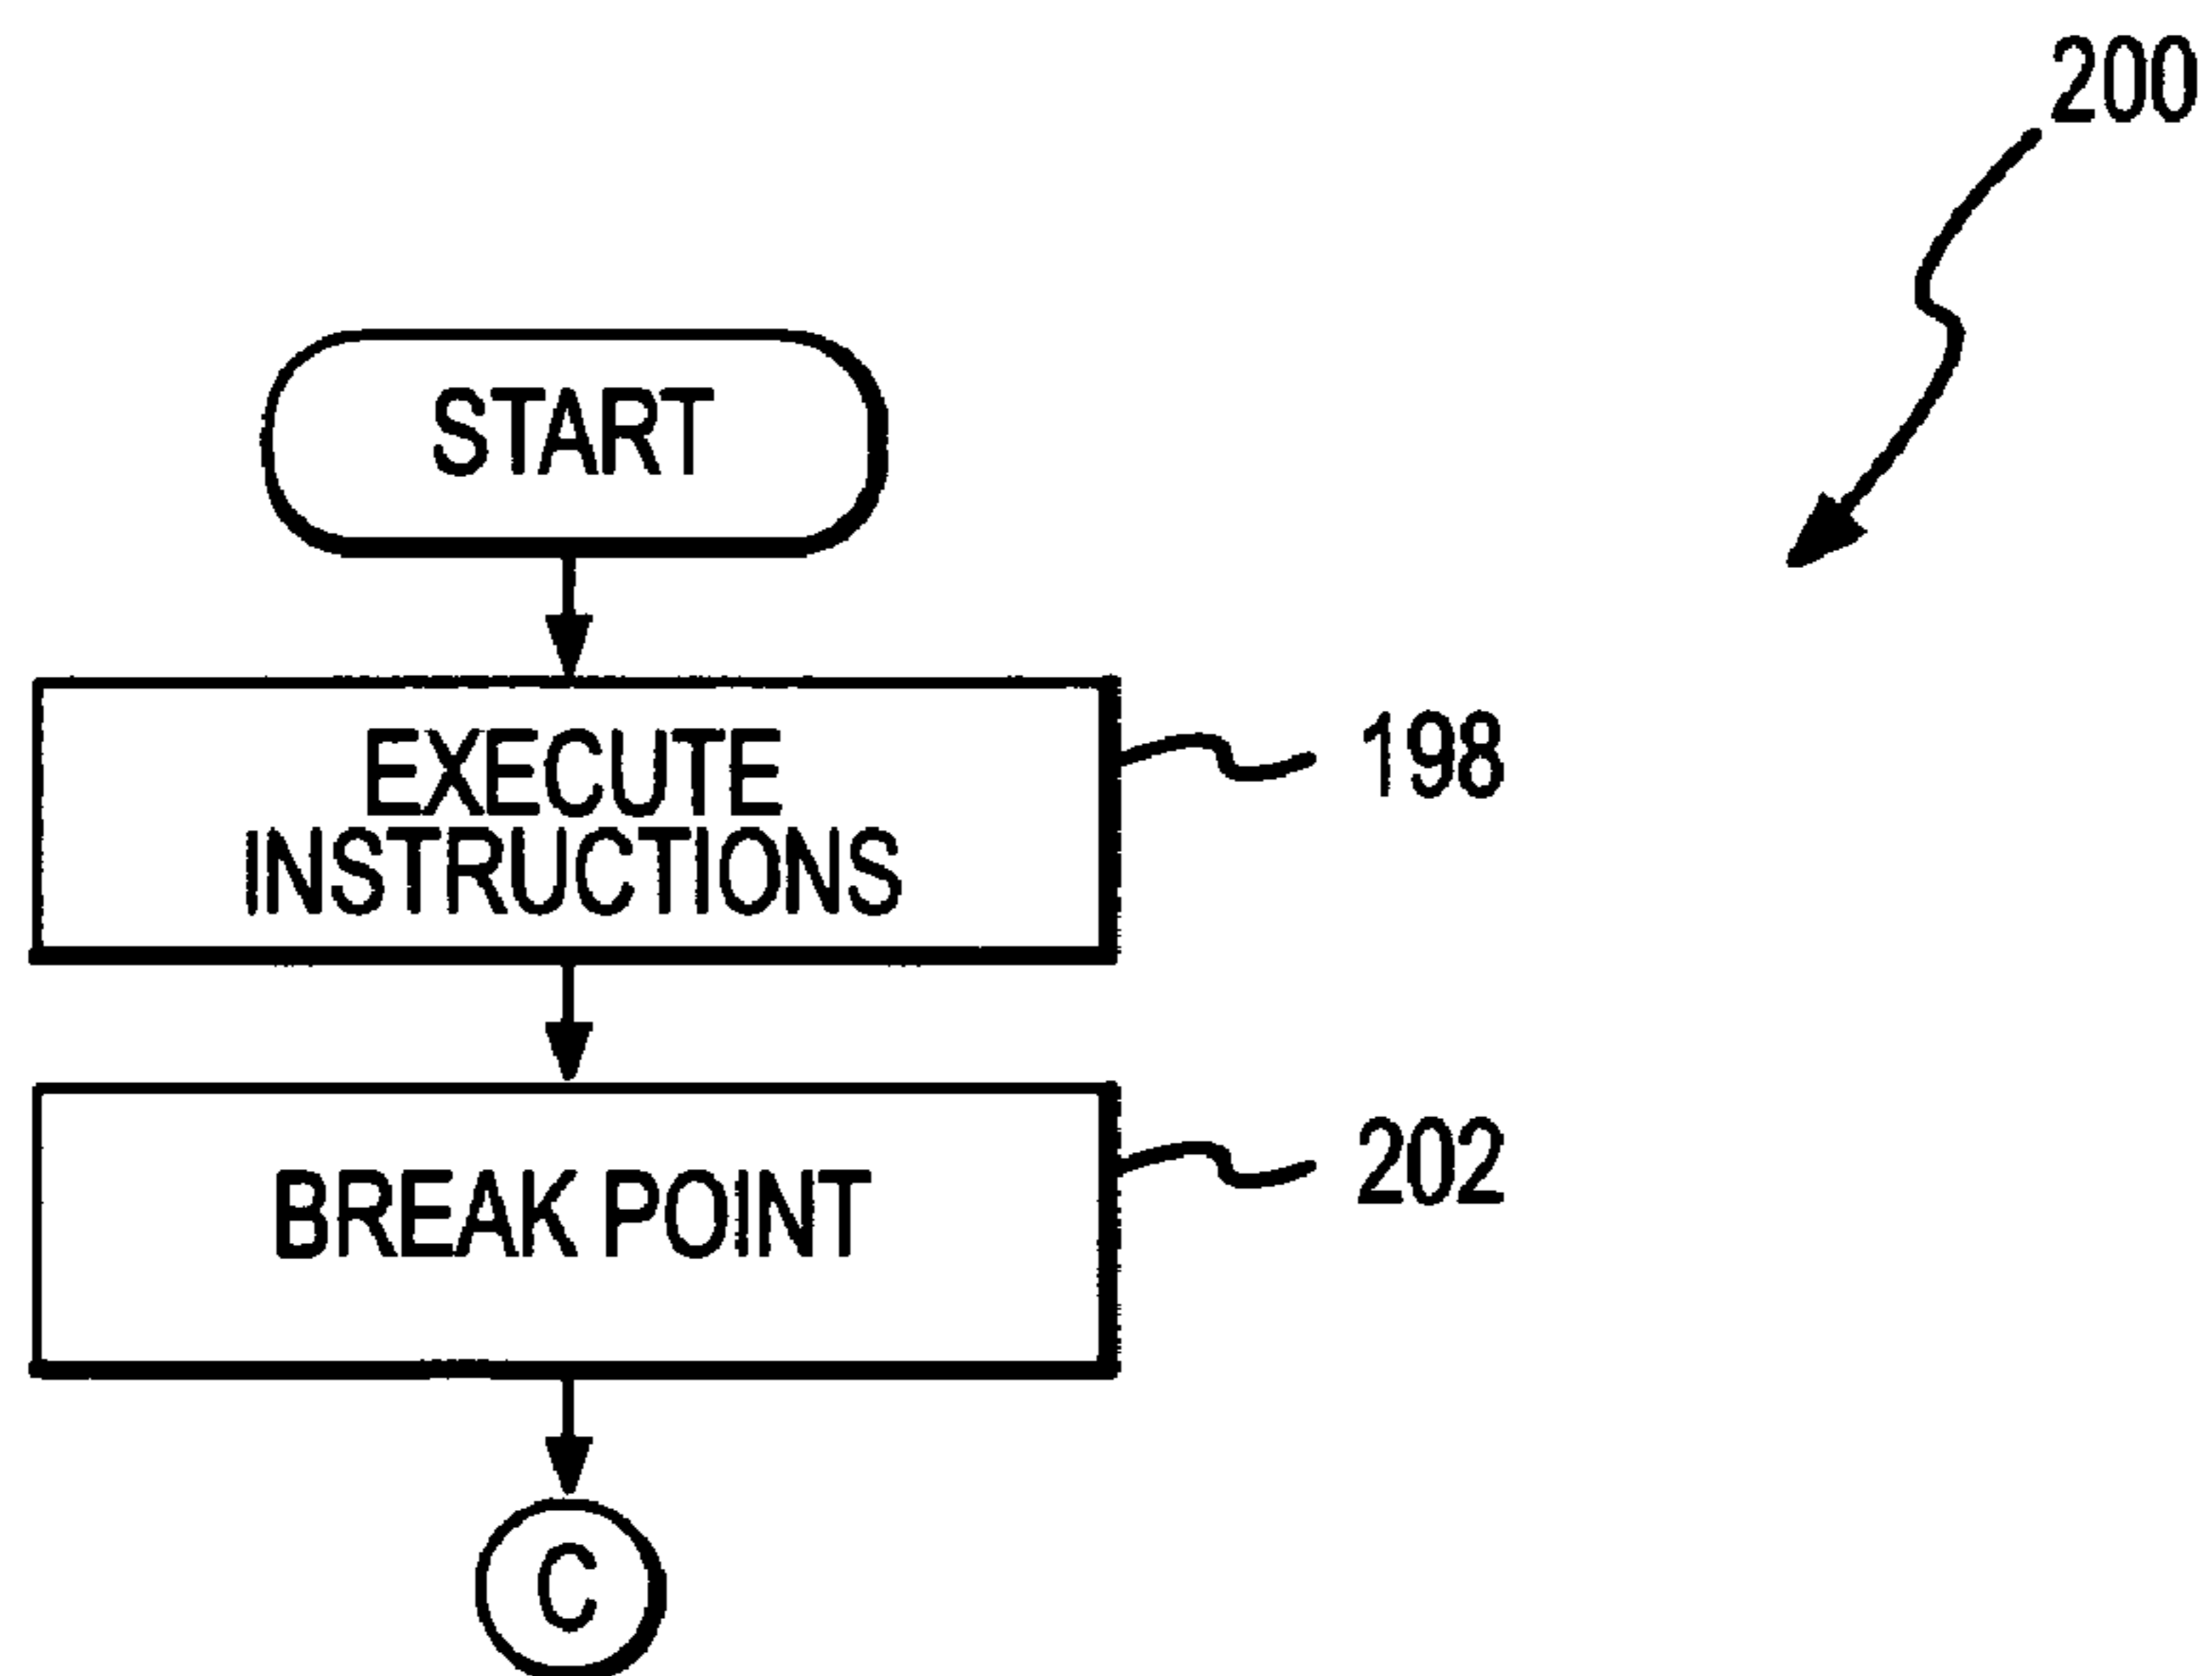 200
START
EXECUTE
INSTRUCTIONS
198
BREAK POINT
202
C